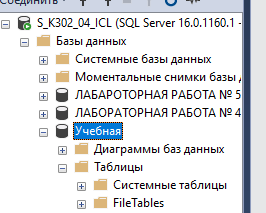 Соединить
S_K302_04_ICL (SQL Server 16.0.1160.1 -
Базы данных
Системные базы данных
Моментальные снимки базы д
ЛАБАРОТОРНАЯ РАБОТА № 5
ЛАБОРАТОРНАЯ РАБОТА № 4
Учебная
Диаграммы баз данных
Таблицы
Системные таблицы
FileTables